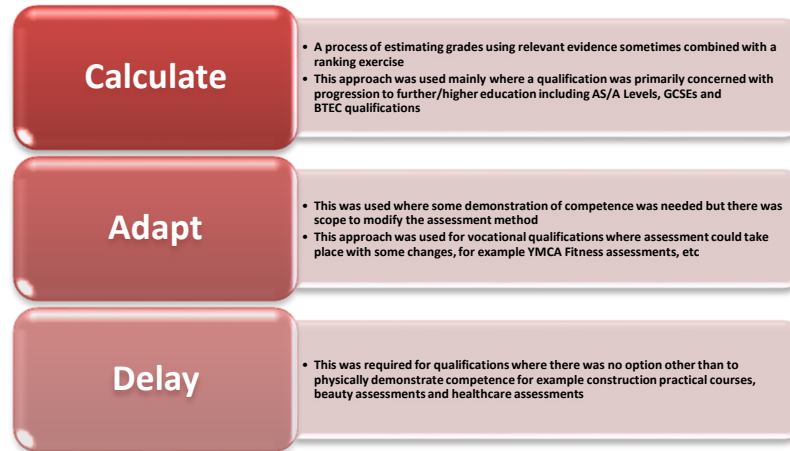 Calculate
• A process of estimating grades using relevant evidence sometimes combined with a
ranking exercise
• This approach was used mainly where a qualification was primarily concerned with
progression to further/higher education including AS/A Levels, GCSEs and
BTEC qualifications
Adapt
• This was used where some demonstration of competence was needed but there was
scope to modify the assessment method
• This approach was used for vocational qualifications where assessment could take
place with some changes, for example YMCA Fitness assessments, etc
Delay
• This was required for qualifications where there was no option other than to
physically demonstrate competence for example construction practical courses,
beauty assessments and healthcare assessments